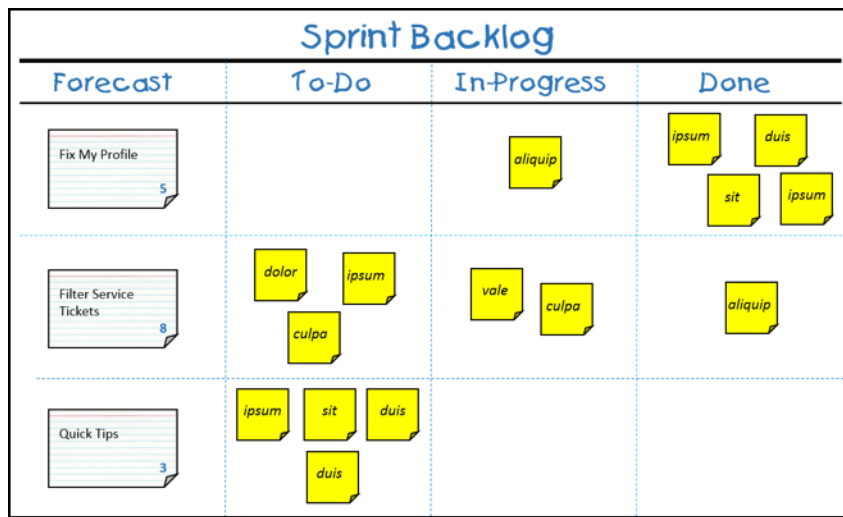 Sprint Backlog
Forecast
To-Do
In-Progress
Done
Fix My Profile
5
aliquip
ipsum
duis
sit
ipsum
Filter Service
Tickets
8
dolor
ipsum
culpa
vale
culpa
aliquip
Quick Tips
3
ipsum
sit
duis
duis